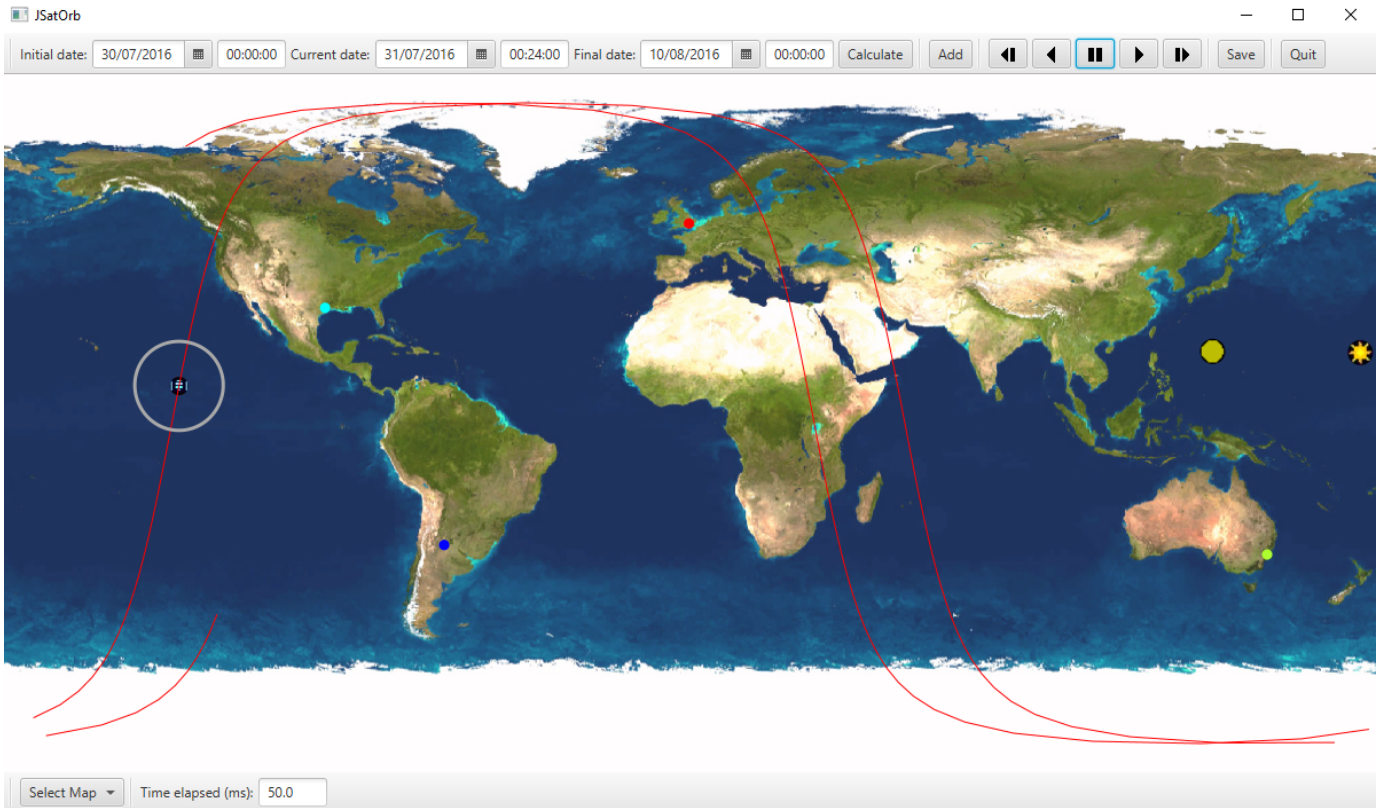 JSatOrb
Initial date: 30/07/2016 00:00:00 Current date: 31/07/2016 00:24:00 Final date: 10/08/2016 00:00:00 Calculate Add Save Quit
Select Map Time elapsed (ms): 50.0